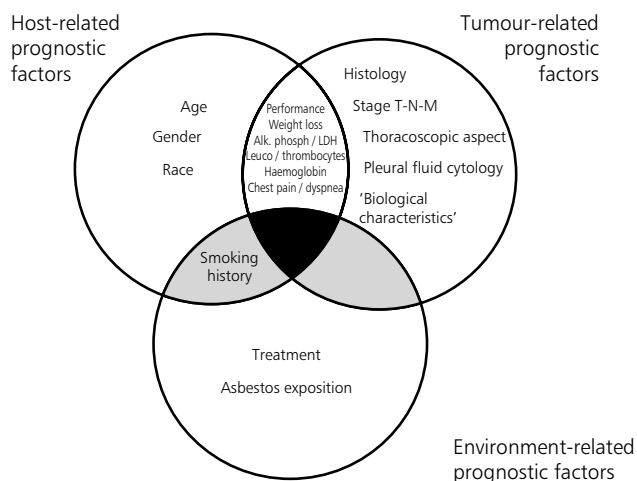 Host-related
prognostic
factors
Tumour-related
prognostic
factors
Age
Gender
Race
Performance
Weight loss
Alk. phosph / LDH
Leuco / thrombocytes
Haemoglobin
Chest pain / dyspnea
Histology
Stage T-N-M
Thoracoscopic aspect
Pleural fluid cytology
‘Biological
characteristics’
Smoking
history
Treatment
Asbestos exposition
Environment-related
prognostic factors